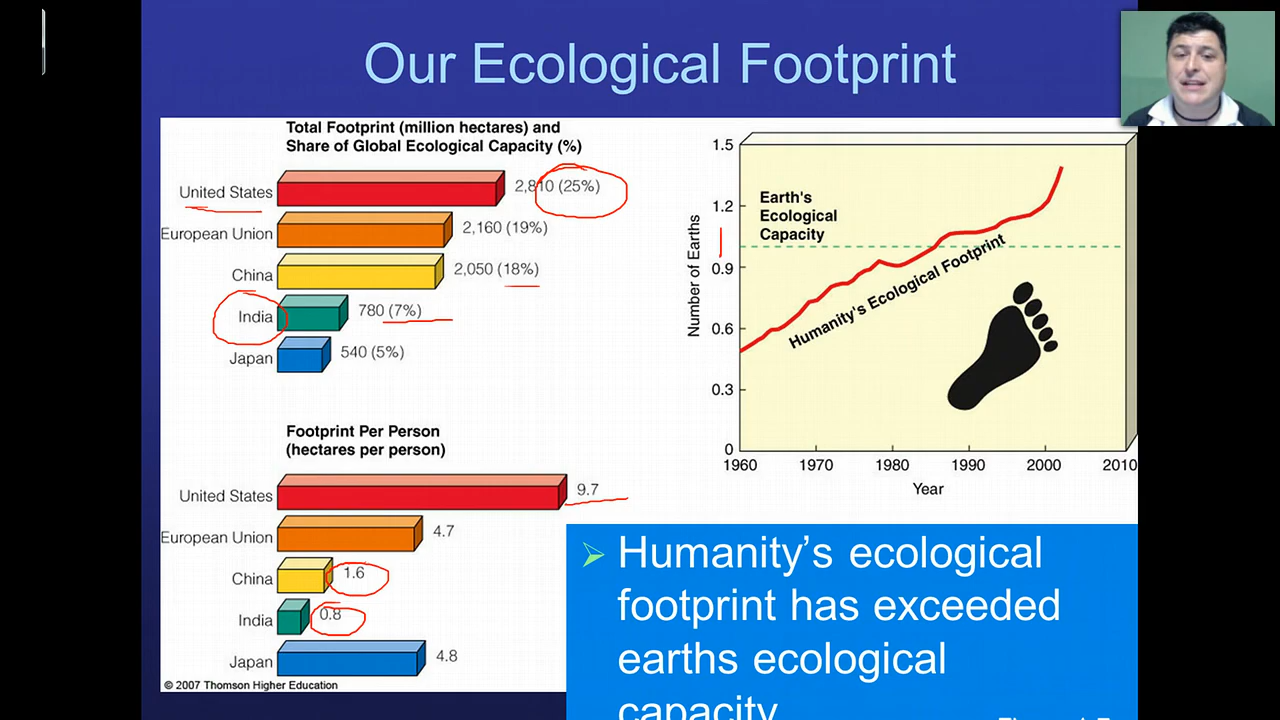 Our Ecological Footprint
Total Footprint (million hectares) and
Share of Global Ecological Capacity (%)
United States
2,810 (25%)
European Union
2,160 (19%)
China
2,050 (18%)
India
780 (7%)
Japan
540 (5%)
Footprint Per Person
(hectares per person)
United States
9.7
European Union
4.7
China
1.6
India
0.8
Japan
4.8
© 2007 Thomson Higher Education
1.5
1.2
0.9
0.6
0.3
0
Number of Earths
Earth's
Ecological
Capacity
Humanity's Ecological Footprint
1960
1970
1980
1990
2000
2010
Year
Humanity’s ecological
footprint has exceeded
earths ecological
capacity